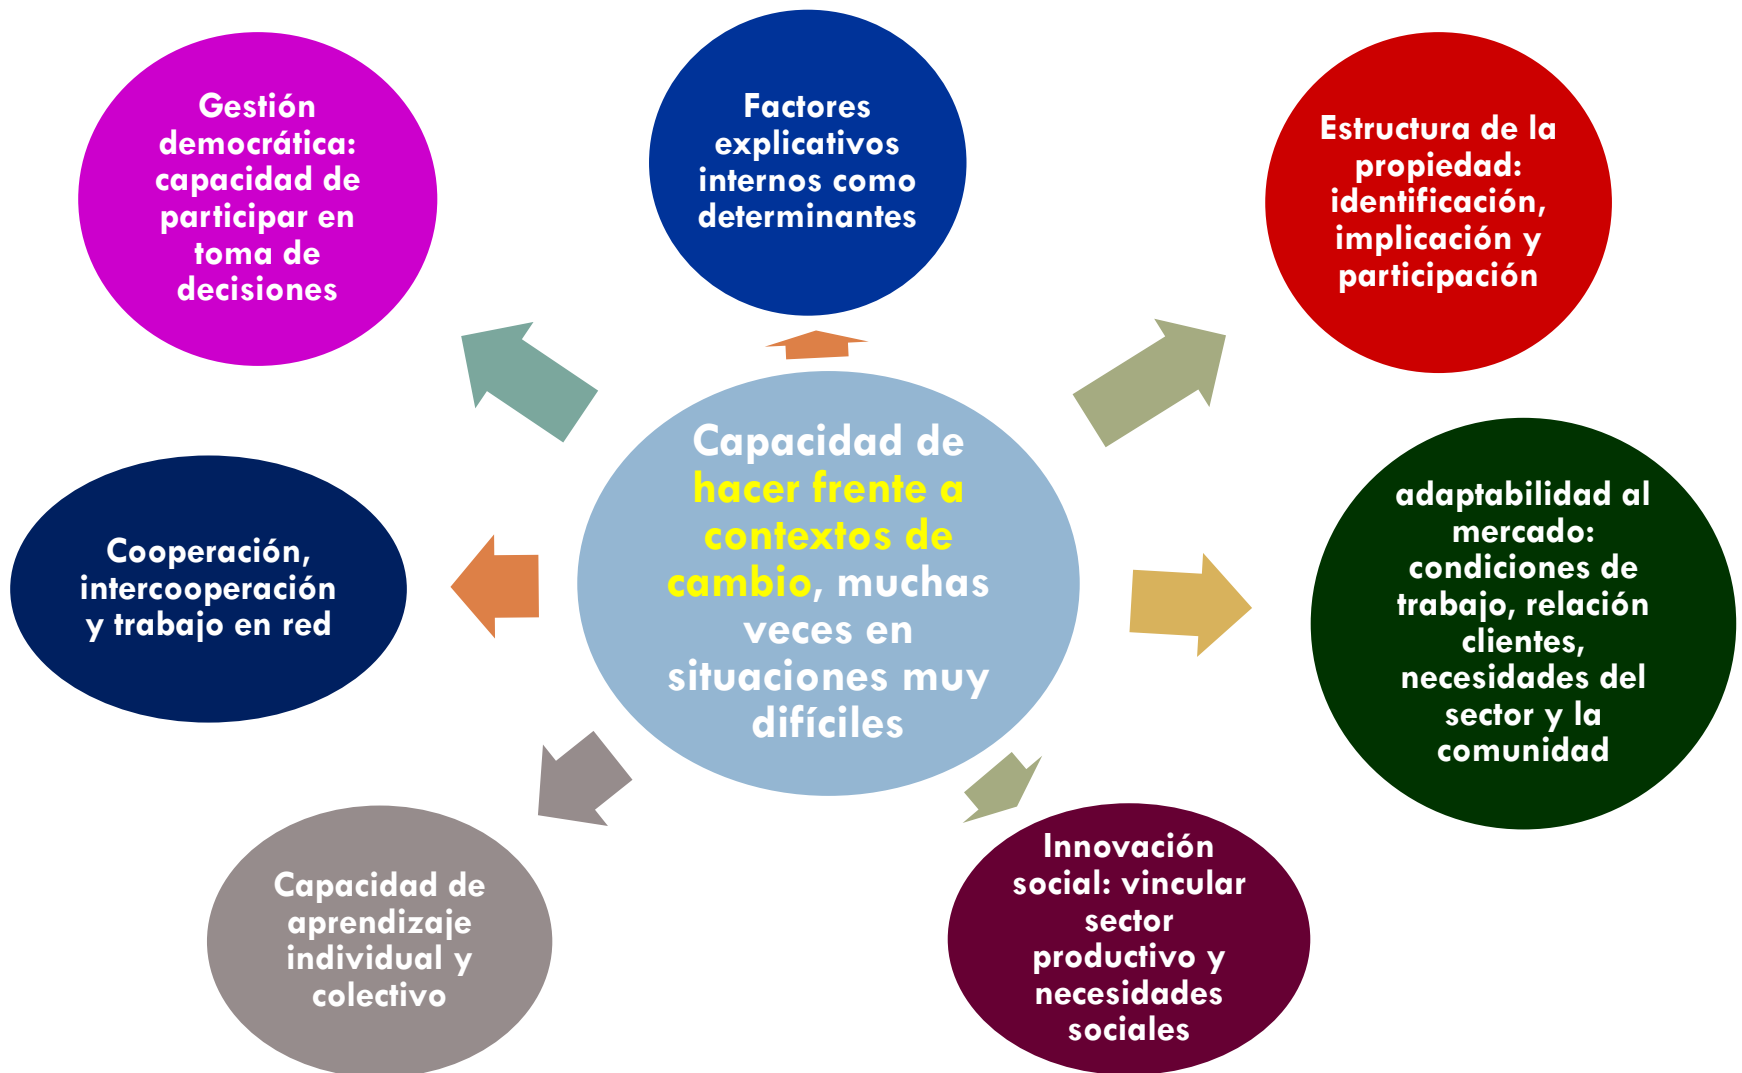 Gestión
democrática:
capacidad de
participar en
toma de
decisiones
Factores
explicativos
internos como
determinantes
Estructura de la
propiedad:
identificación,
implicación y
participación
Capacidad de
hacer frente a
contextos de
cambio, muchas
veces en
situaciones muy
difíciles
adaptabilidad al
mercado:
condiciones de
trabajo, relación
clientes,
necesidades del
sector y la
comunidad
Cooperación,
intercooperación
y trabajo en red
Capacidad de
aprendizaje
individual y
colectivo
Innovación
social: vincular
sector
productivo y
necesidades
sociales